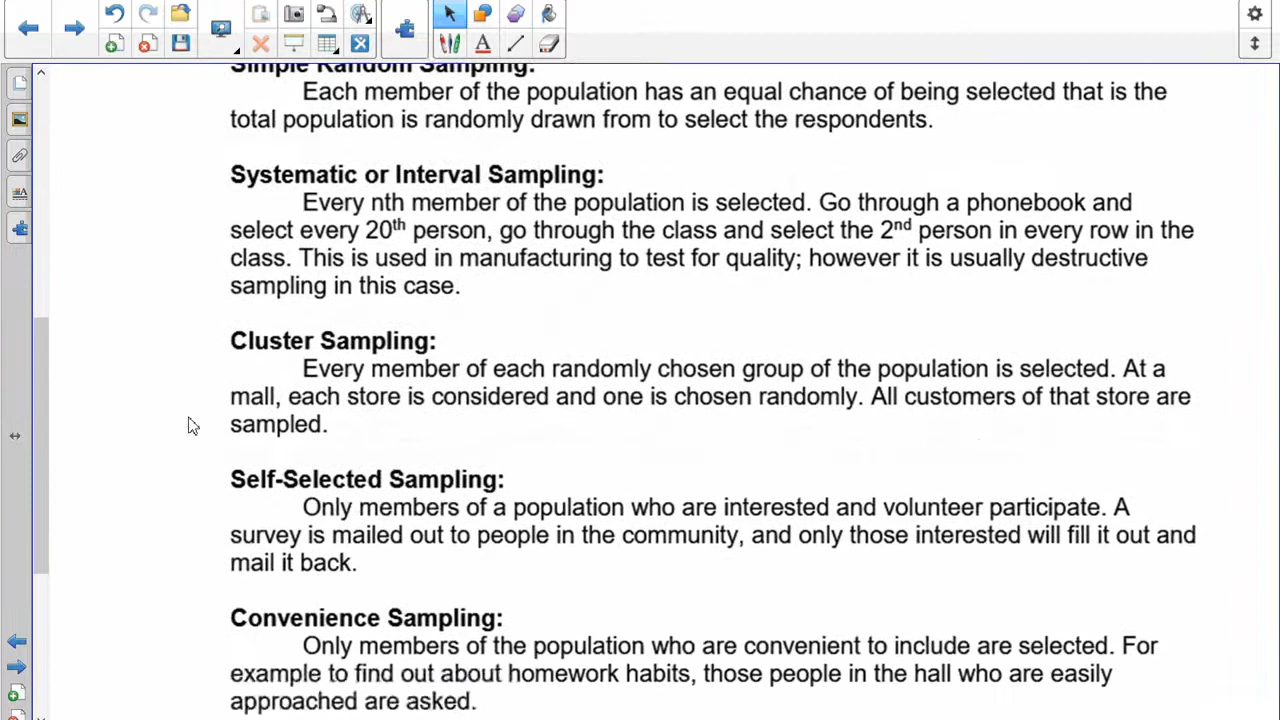 Simple Random Sampling:
Each member of the population has an equal chance of being selected that is the
total population is randomly drawn from to select the respondents.
Systematic or Interval Sampling:
Every nth member of the population is selected. Go through a phonebook and
select every 20th person, go through the class and select the 2nd person in every row in the
class. This is used in manufacturing to test for quality; however it is usually destructive
sampling in this case.
Cluster Sampling:
Every member of each randomly chosen group of the population is selected. At a
mall, each store is considered and one is chosen randomly. All customers of that store are
sampled.
Self-Selected Sampling:
Only members of a population who are interested and volunteer participate. A
survey is mailed out to people in the community, and only those interested will fill it out and
mail it back.
Convenience Sampling:
Only members of the population who are convenient to include are selected. For
example to find out about homework habits, those people in the hall who are easily
approached are asked.